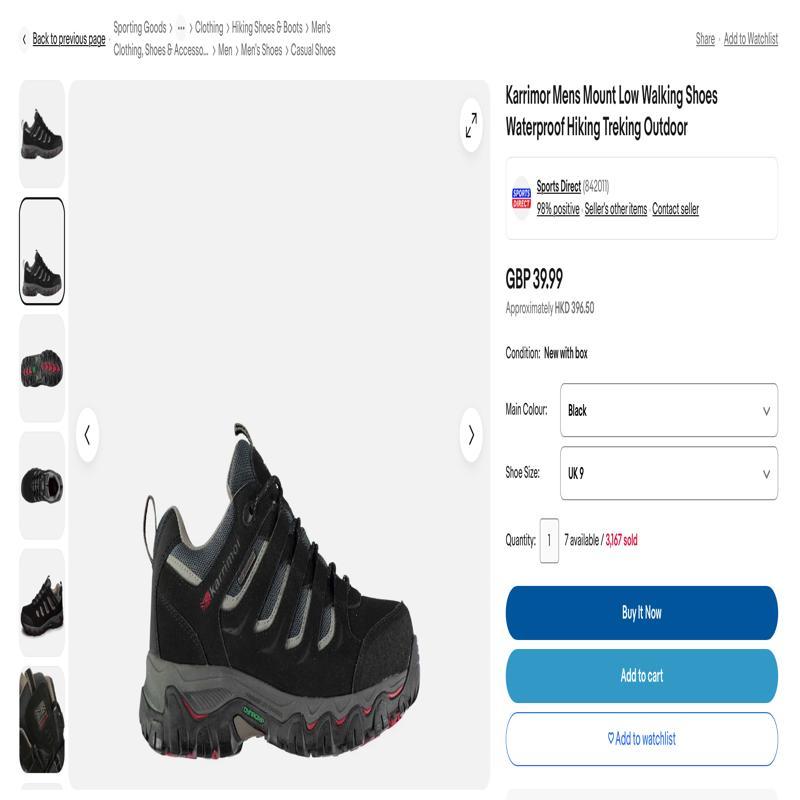 Back to previous page
Sporting Goods > ··· > Clothing > Hiking Shoes & Boots > Men's
Clothing, Shoes & Accesso... > Men > Men's Shoes > Casual Shoes
Share · Add to Watchlist
Karrimor Mens Mount Low Walking Shoes
Waterproof Hiking Treking Outdoor
SPORTS
DIRECT
Sports Direct (842011)
98% positive · Seller's other items · Contact seller
GBP 39.99
Approximately HKD 396.50
Condition: New with box
Main Colour: Black
Shoe Size: UK 9
Quantity: 1 7 available / 3,167 sold
Buy It Now
Add to cart
Add to watchlist
karrimor